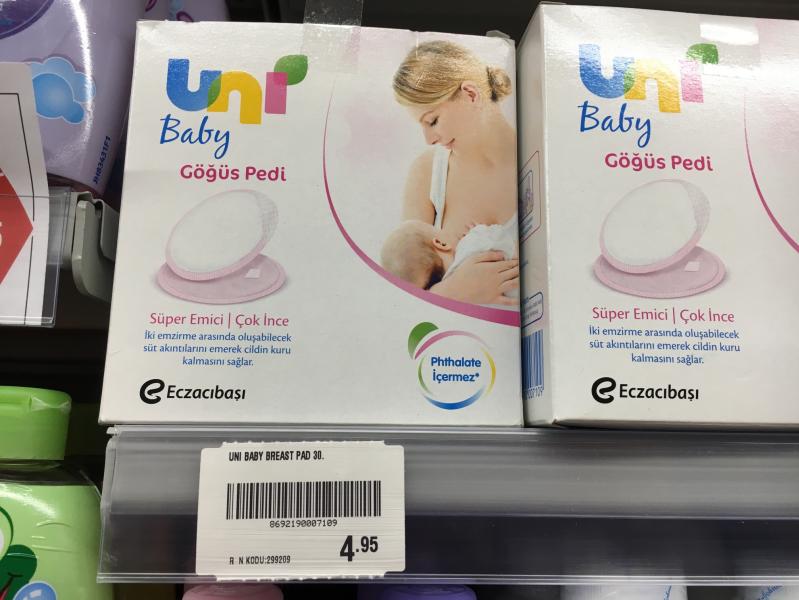 uni
Baby
Göğüs Pedi
Süper Emici | Çok İnce
İki emzirme arasında oluşabilecek
süt akıntılarını emerek cildin kuru
kalmasını sağlar.
Eczacıbaşı
Phthalate
İçermez*
uni
Baby
Göğüs Pedi
Süper Emici | Çok İnce
İki emzirme arasında oluşabilecek
süt akıntılarını emerek cildin kuru
kalmasını sağlar.
Eczacıbaşı
UNI BABY BREAST PAD 30.
8692190007109
4.95
R N KODU:299209